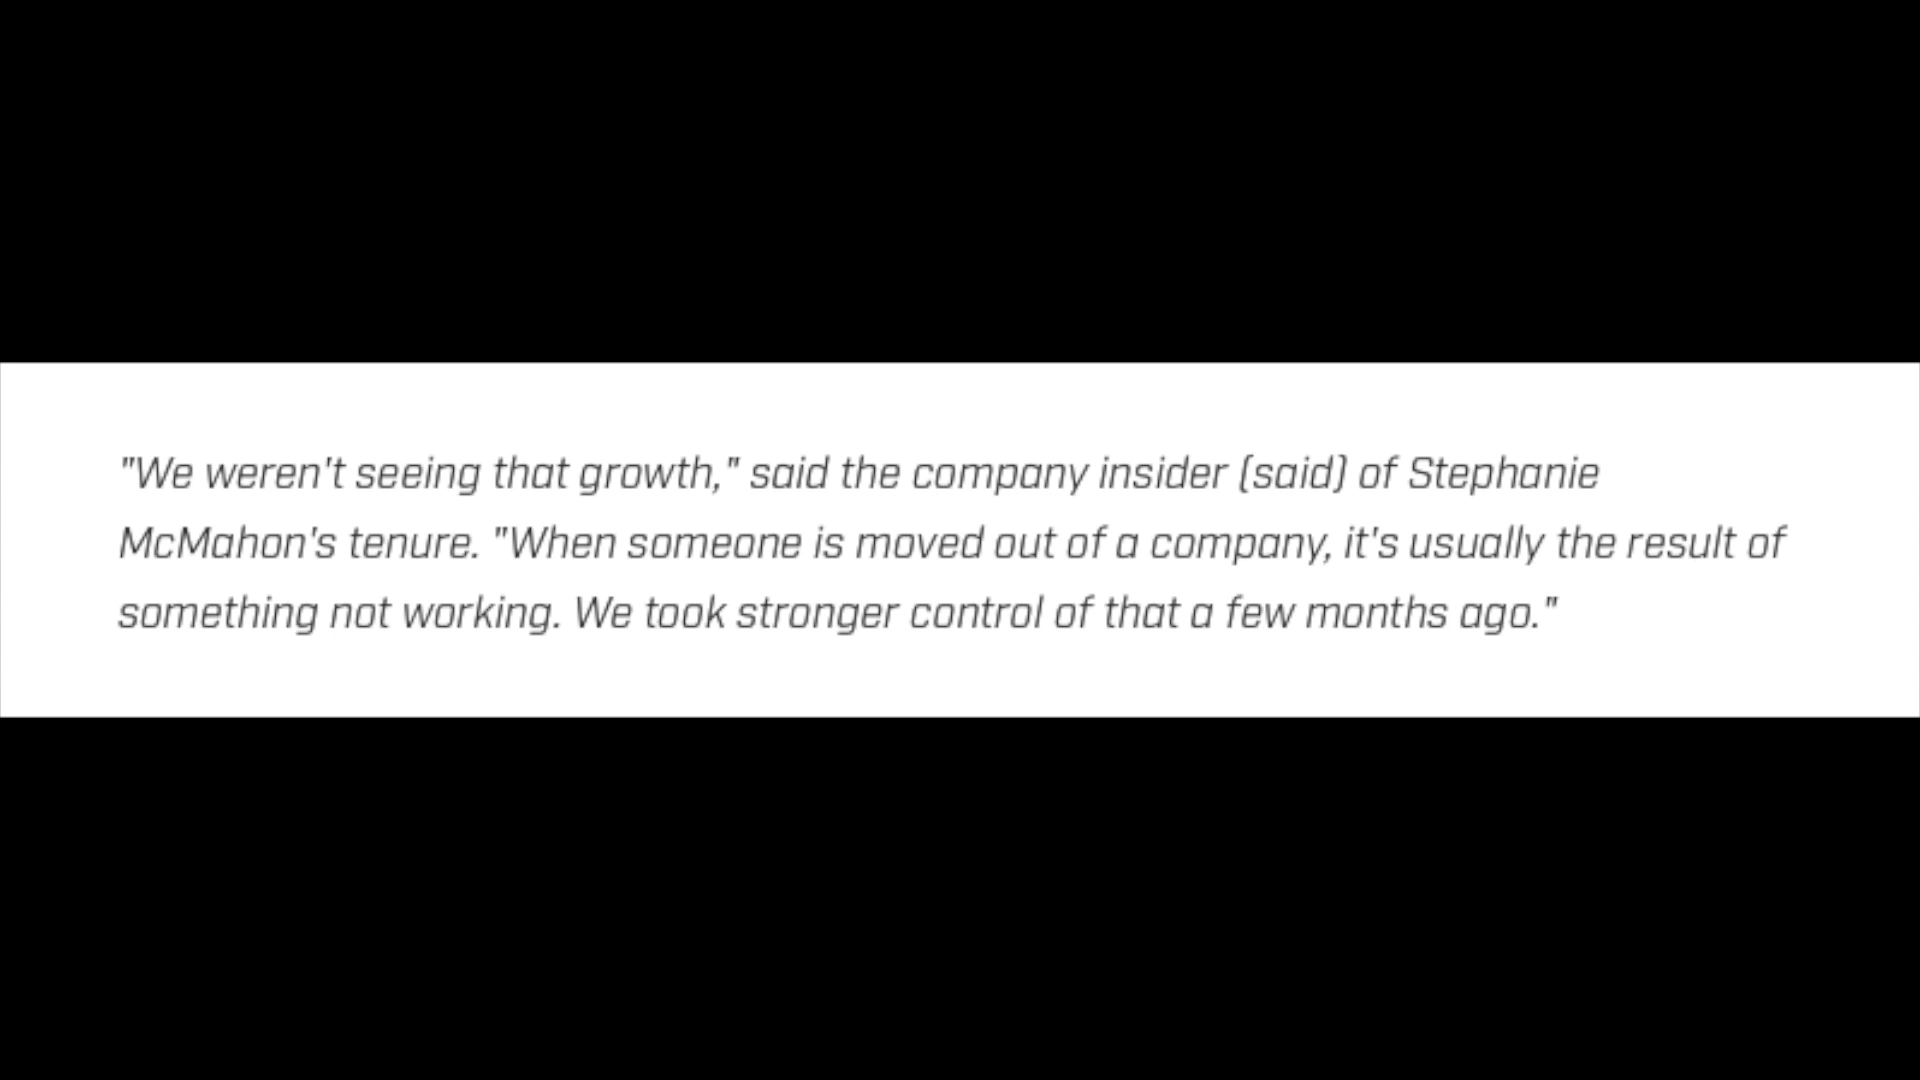 "We weren't seeing that growth," said the company insider (said) of Stephanie
McMahon's tenure. "When someone is moved out of a company, it's usually the result of
something not working. We took stronger control of that a few months ago."